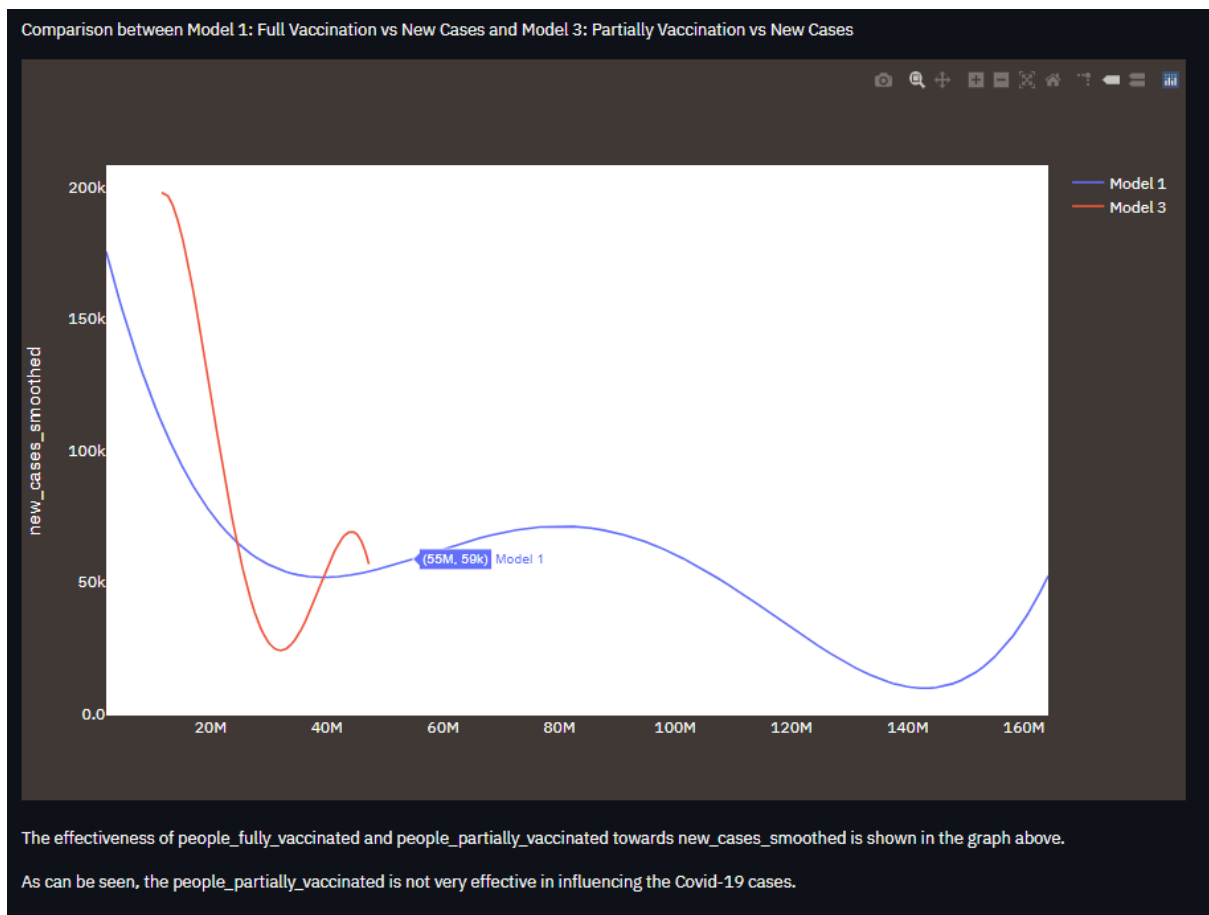 Comparison between Model 1: Full Vaccination vs New Cases and Model 3: Partially Vaccination vs New Cases
200k
150k
100k
50k
0.0
new_cases_smoothed
Model 1
Model 3
(55M, 59k) Model 1
20M 40M 60M 80M 100M 120M 140M 160M
The effectiveness of people_fully_vaccinated and people_partially_vaccinated towards new_cases_smoothed is shown in the graph above.
As can be seen, the people_partially_vaccinated is not very effective in influencing the Covid-19 cases.